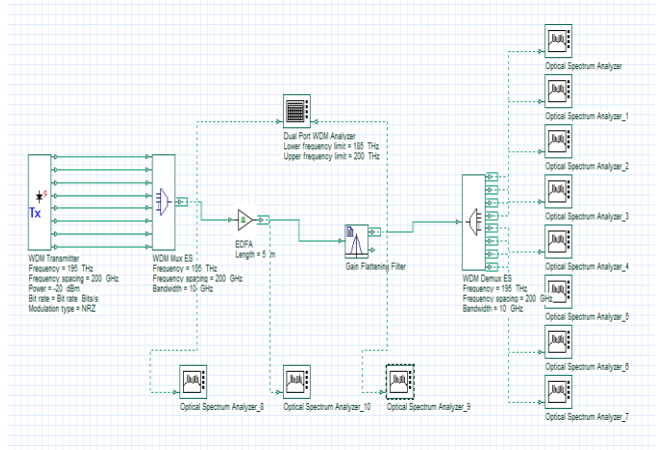 Optical Spectrum Analyzer
Optical Spectrum Analyzer_1
Dual Port WDM Analyzer
Lower frequency limit = 185 THz
Upper frequency limit = 200 THz
Optical Spectrum Analyzer_2
Tx
Optical Spectrum Analyzer_3
EDFA
Length = 5 m
WDM Transmitter
Frequency = 195 THz
Frequency spacing = 200 GHz
Power = -20 dBm
Bit rate = Bit rate Bits/s
Modulation type = NRZ
WDM Mux ES
Frequency = 195 THz
Frequency spacing = 200 GHz
Bandwidth = 10 GHz
Gain Flattening Filter
Optical Spectrum Analyzer_4
WDM Demux ES
Frequency = 195 THz
Frequency spacing = 200 GHz
Bandwidth = 10 GHz
Optical Spectrum Analyzer_5
Optical Spectrum Analyzer_6
Optical Spectrum Analyzer_8
Optical Spectrum Analyzer_10
Optical Spectrum Analyzer_9
Optical Spectrum Analyzer_7